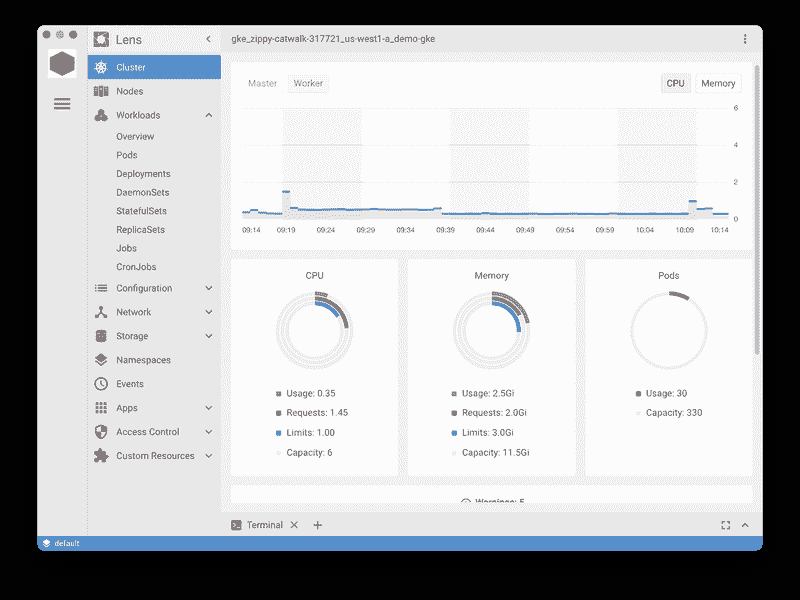 Lens
gke_zippy-catwalk-317721_us-west1-a_demo-gke
Cluster
Nodes
Workloads
Overview
Pods
Deployments
DaemonSets
StatefulSets
ReplicaSets
Jobs
CronJobs
Configuration
Network
Storage
Namespaces
Events
Apps
Access Control
Custom Resources
Master Worker CPU Memory
6
4
2
0
09:14 09:19 09:24 09:29 09:34 09:39 09:44 09:49 09:54 09:59 10:04 10:09 10:14
CPU
Usage: 0.35
Requests: 1.45
Limits: 1.00
Capacity: 6
Memory
Usage: 2.5Gi
Requests: 2.0Gi
Limits: 3.0Gi
Capacity: 11.5Gi
Pods
Usage: 30
Capacity: 330
Warnings: 5
Terminal
default